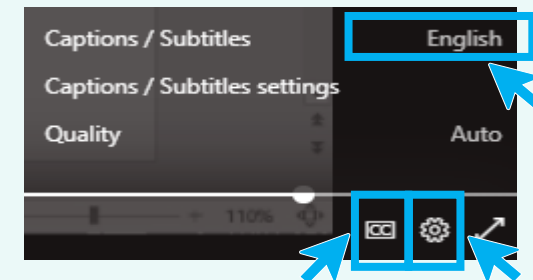 Captions / Subtitles English
Captions / Subtitles settings
Quality Auto
110%
CC